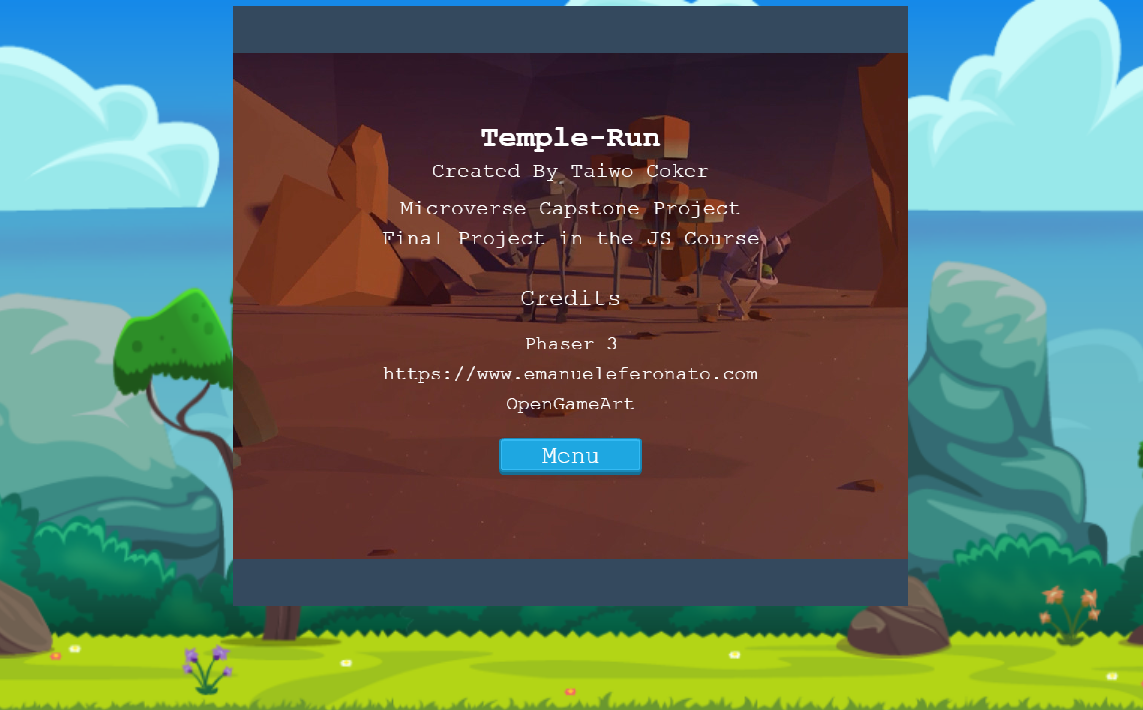 Temple-Run
Created By Taiwo Coker
Microverse Capstone Project
Final Project in the JS Course
Credits
Phaser 3
https://www.emanueleferonato.com
OpenGameArt
Menu